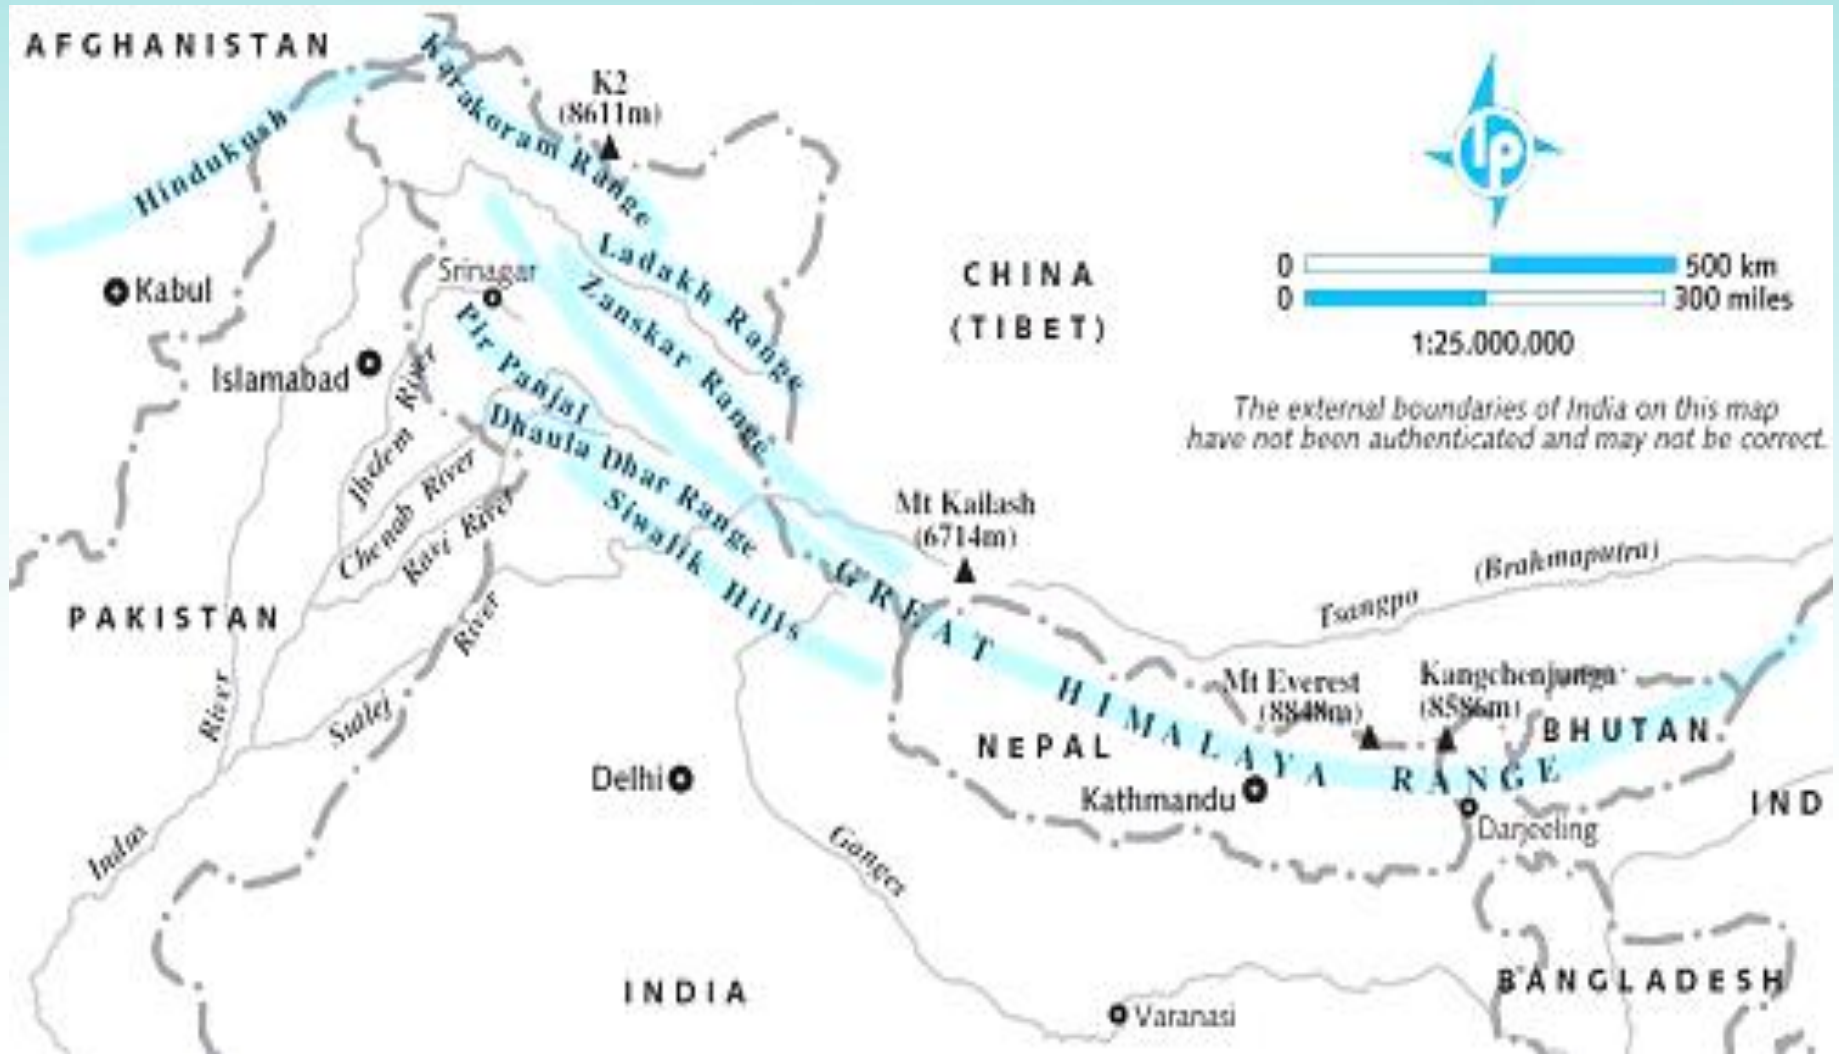 AFGHANISTAN
Karakoram Range
K2
(8611m)
Hindukush
Ladakh Range
Srinagar
Zanskar Range
CHINA
(TIBET)
lp
0 500 km
0 300 miles
1:25.000.000
The external boundaries of India on this map
have not been authenticated and may not be correct.
Kabul
Pir Panjal
Islamabad
Dhaula Dhar Range
Siwalik Hills
Jhelem River
Chenab River
Ravi River
Mt Kailash
(6714m)
GREAT HIMALAYA RANGE
Tsangpo (Brahmaputra)
PAKISTAN
River
Sutlej River
Mt Everest
(8848m)
Kangchenjunga
(8586m)
BHUTAN
NEPAL
Delhi
Kathmandu
IND
Darjeeling
Indus
Ganges
INDIA
BANGLADESH
Varanasi